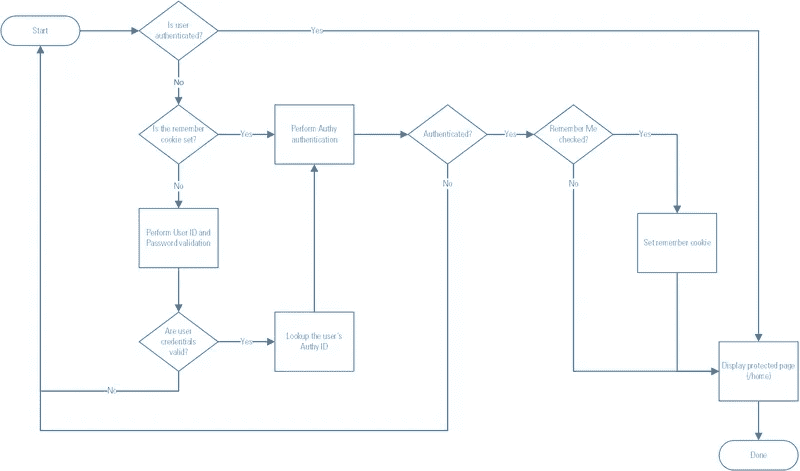 Start
Is user
authenticated?
Yes
No
Is the remember
cookie set?
Yes
Perform Authy
authentication
Authenticated?
Yes
Remember Me
checked?
Yes
No
No
No
Perform User ID and
Password validation
Set remember cookie
Are user
credentials
valid?
Yes
Lookup the user's
Authy ID
Display protected page
(/home)
No
Done